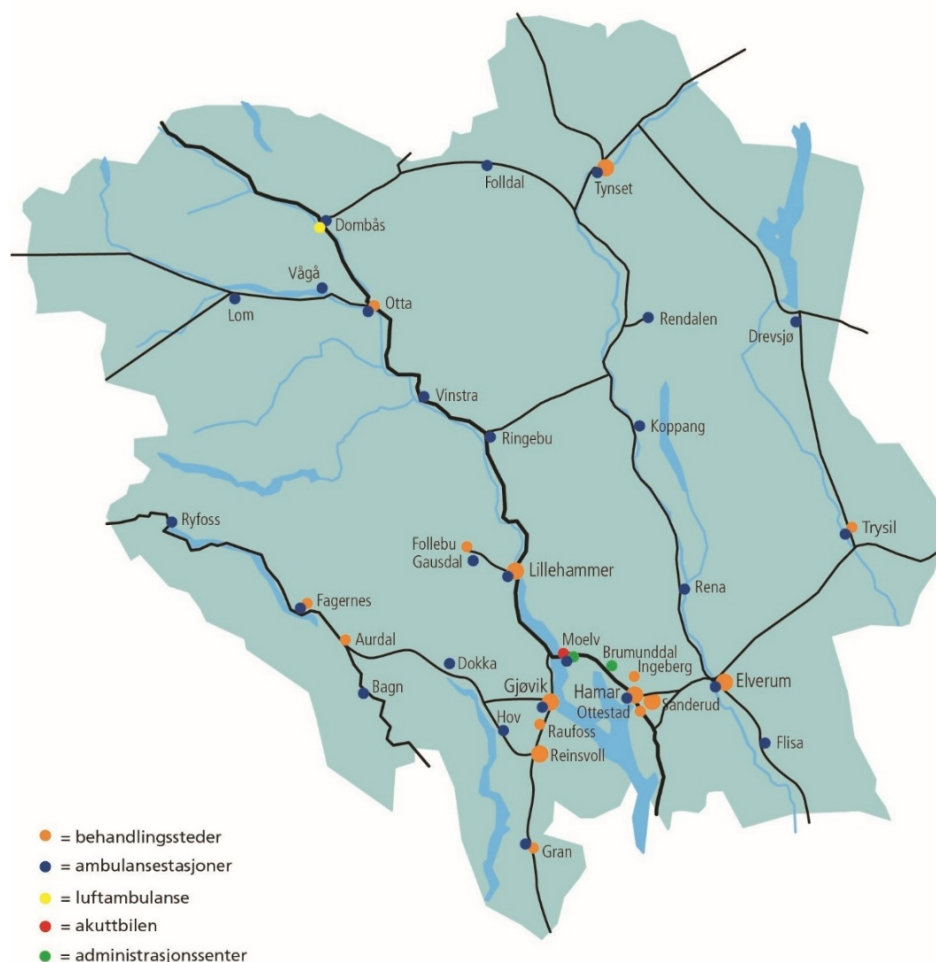 Folldal
Tynset
Dombås
Vågå
Otta
Lom
Rendalen
Drevsjø
Vinstra
Ringebu
Koppang
Ryfoss
Trysil
Follebu
Gausdal
Lillehammer
Rena
Fagernes
Aurdal
Moelv
Brumunddal
Ingeberg
Dokka
Bagn
Gjøvik
Hamar
Elverum
Sanderud
Ottestad
Hov
Raufoss
Flisa
Reinsvoll
Gran
= behandlingssteder
= ambulansestasjoner
= luftambulanse
= akuttbilen
= administrasjonssenter